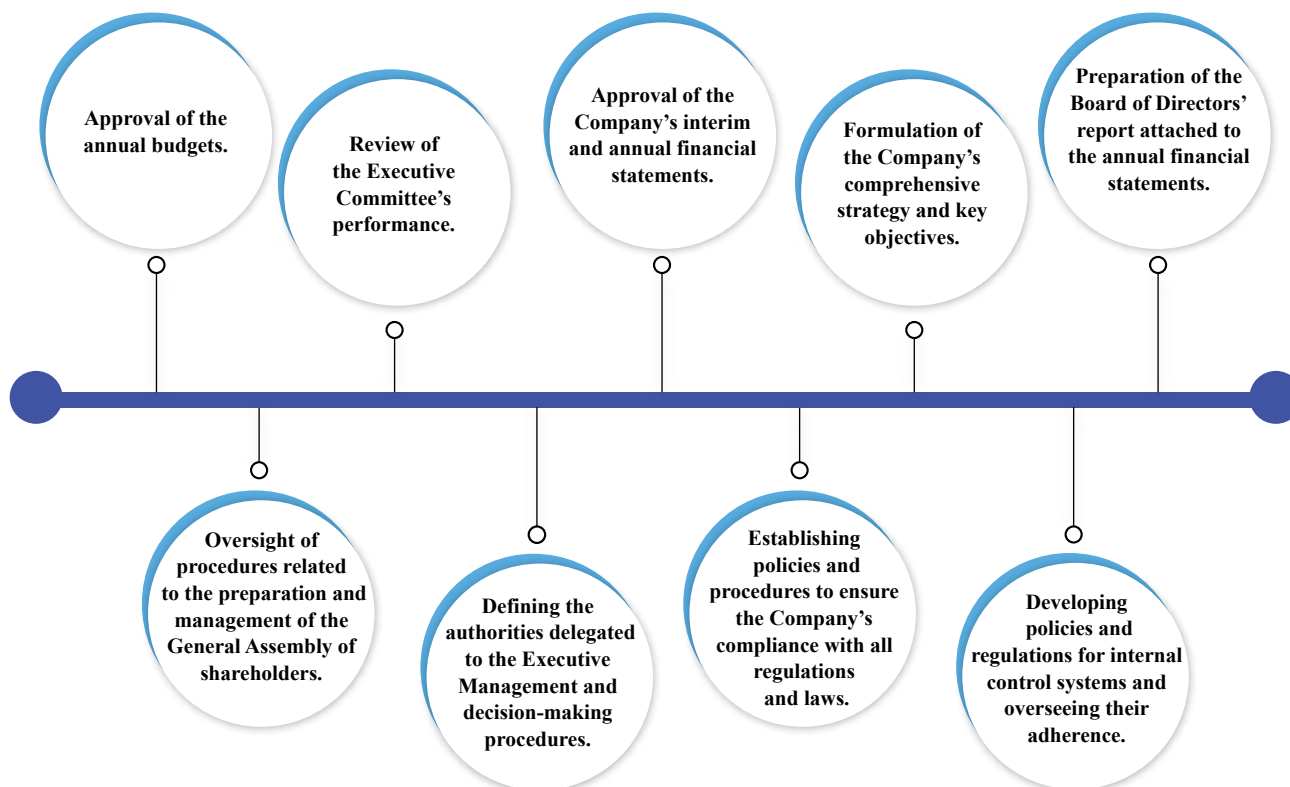 Approval of the
annual budgets.
Review of
the Executive
Committee's
performance.
Approval of the
Company's interim
and annual financial
statements.
Formulation of
the Company's
comprehensive
strategy and key
objectives.
Preparation of the
Board of Directors'
report attached to
the annual financial
statements.
Oversight of
procedures related
to the preparation and
management of the
General Assembly of
shareholders.
Defining the
authorities delegated
to the Executive
Management and
decision-making
procedures.
Establishing
policies and
procedures to ensure
the Company's
compliance with all
regulations
and laws.
Developing
policies and
regulations for internal
control systems and
overseeing their
adherence.